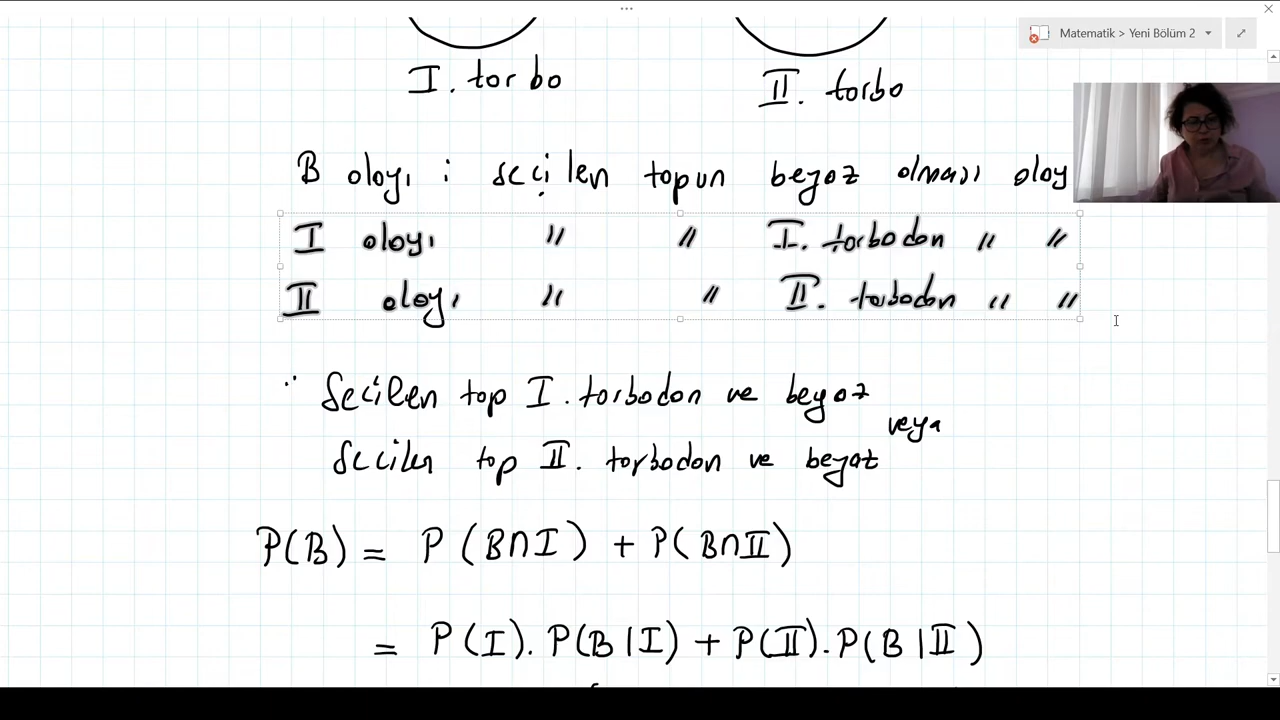 Matematik > Yeni Bölüm 2
I. torba II. torba
B olayı : seçilen topun beyaz olması olay
I olayı " " I. torbadan " "
II olayı " " II. torbadan " "
∵ Seçilen top I. torbadan ve beyaz
veya
Seçilen top II. torbadan ve beyaz
P(B) = P(B∩I) + P(B∩II)
= P(I). P(B|I) + P(II). P(B|II)